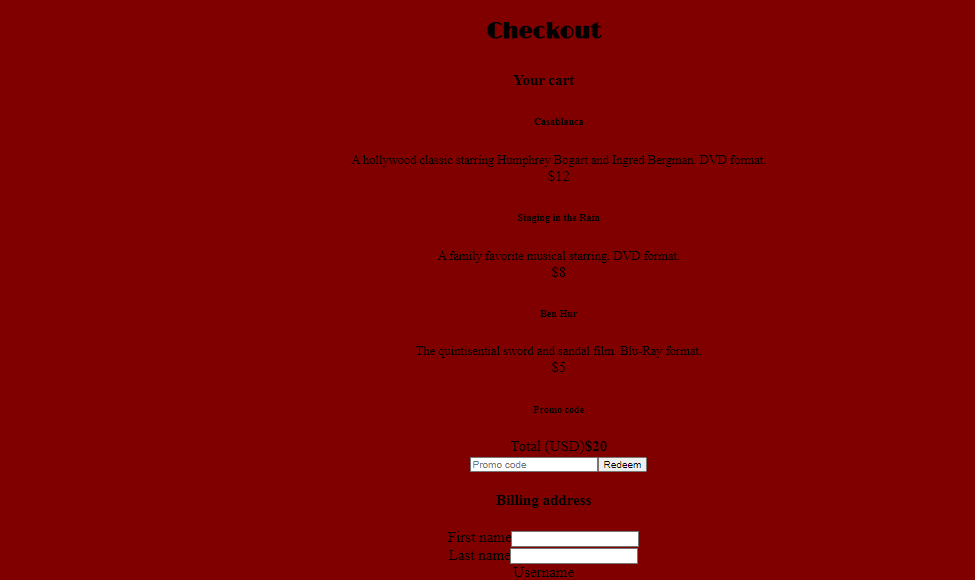 Checkout
Your cart
Casablanca
A hollywood classic starring Humphrey Bogart and Ingred Bergman. DVD format.
$12
Singing in the Rain
A family favorite musical starring. DVD format.
$8
Ben Hur
The quintisential sword and sandal film. Blu-Ray format.
$5
Promo code
Total (USD)$20
Promo code Redeem
Billing address
First name
Last name
Username